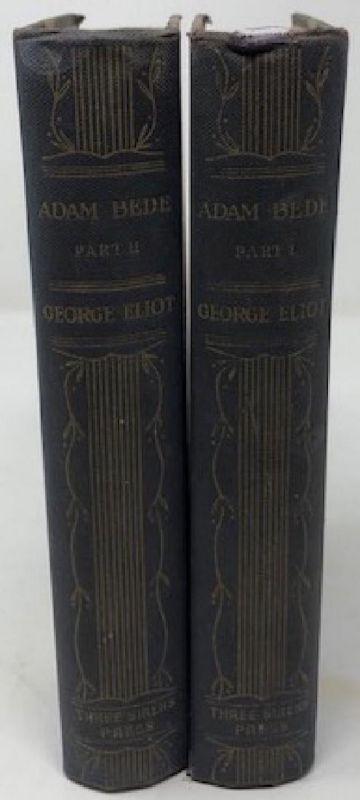 ADAM BEDE
PART II
GEORGE ELIOT
THREE SIRENS
PRESS
ADAM BEDE
PART I
GEORGE ELIOT
THREE SIRENS
PRESS